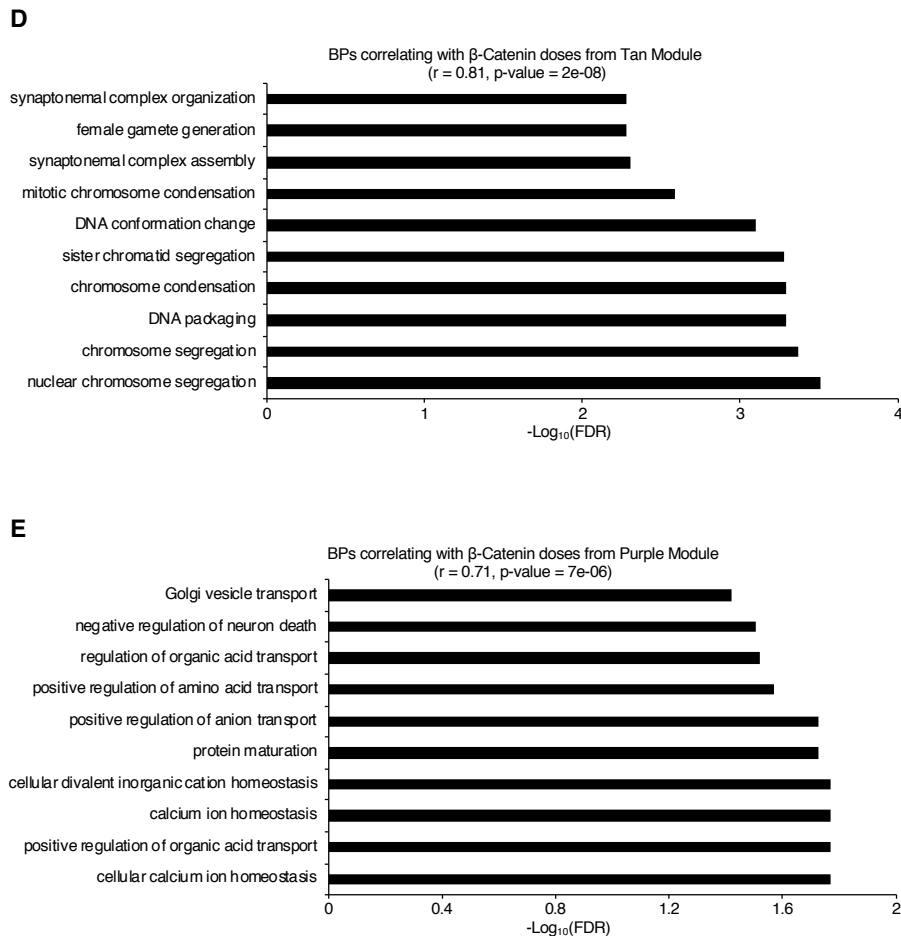 D
BPs correlating with β-Catenin doses from Tan Module
(r = 0.81, p-value = 2e-08)
synaptonemal complex organization
female gamete generation
synaptonemal complex assembly
mitotic chromosome condensation
DNA conformation change
sister chromatid segregation
chromosome condensation
DNA packaging
chromosome segregation
nuclear chromosome segregation
0 1 2 3 4
-Log₁₀(FDR)
E
BPs correlating with β-Catenin doses from Purple Module
(r = 0.71, p-value = 7e-06)
Golgi vesicle transport
negative regulation of neuron death
regulation of organic acid transport
positive regulation of amino acid transport
positive regulation of anion transport
protein maturation
cellular divalent inorganic cation homeostasis
calcium ion homeostasis
positive regulation of organic acid transport
cellular calcium ion homeostasis
0 0.4 0.8 1.2 1.6 2
-Log₁₀(FDR)